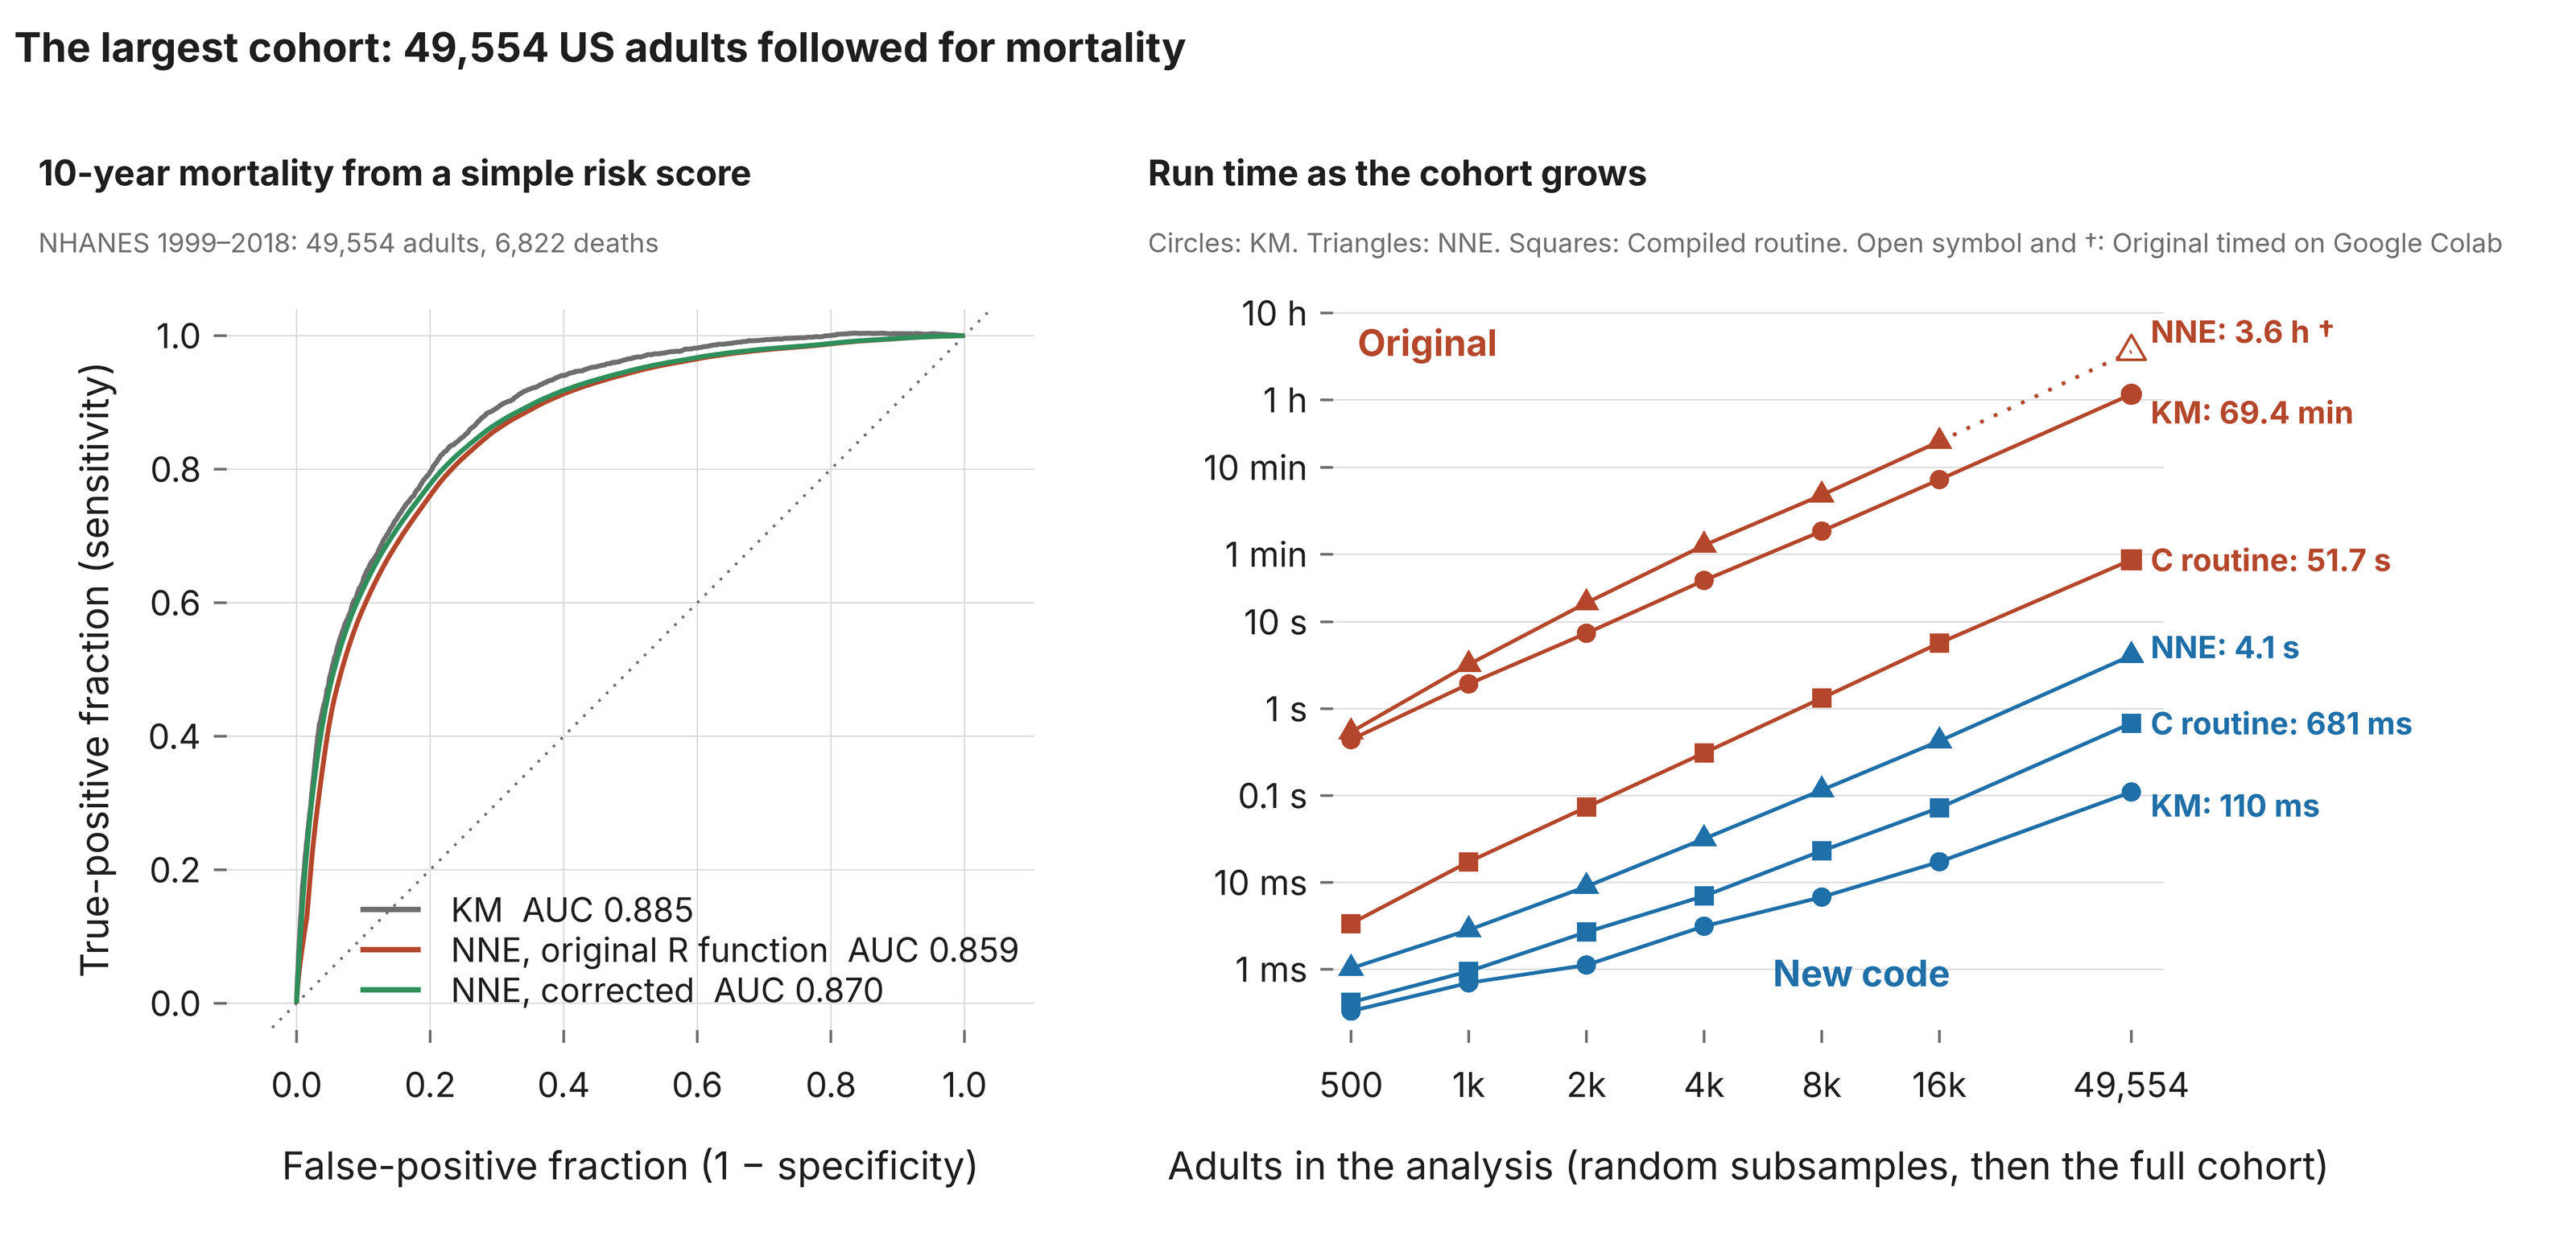 The largest cohort: 49,554 US adults followed for mortality
10-year mortality from a simple risk score
NHANES 1999–2018: 49,554 adults, 6,822 deaths
True-positive fraction (sensitivity)
1.0
0.8
0.6
0.4
0.2
0.0
KM AUC 0.885
NNE, original R function AUC 0.859
NNE, corrected AUC 0.870
0.0 0.2 0.4 0.6 0.8 1.0
False-positive fraction (1 − specificity)
Run time as the cohort grows
Circles: KM. Triangles: NNE. Squares: Compiled routine. Open symbol and †: Original timed on Google Colab
10 h
1 h
10 min
1 min
10 s
1 s
0.1 s
10 ms
1 ms
Original
NNE: 3.6 h †
KM: 69.4 min
C routine: 51.7 s
NNE: 4.1 s
C routine: 681 ms
KM: 110 ms
New code
500 1k 2k 4k 8k 16k 49,554
Adults in the analysis (random subsamples, then the full cohort)